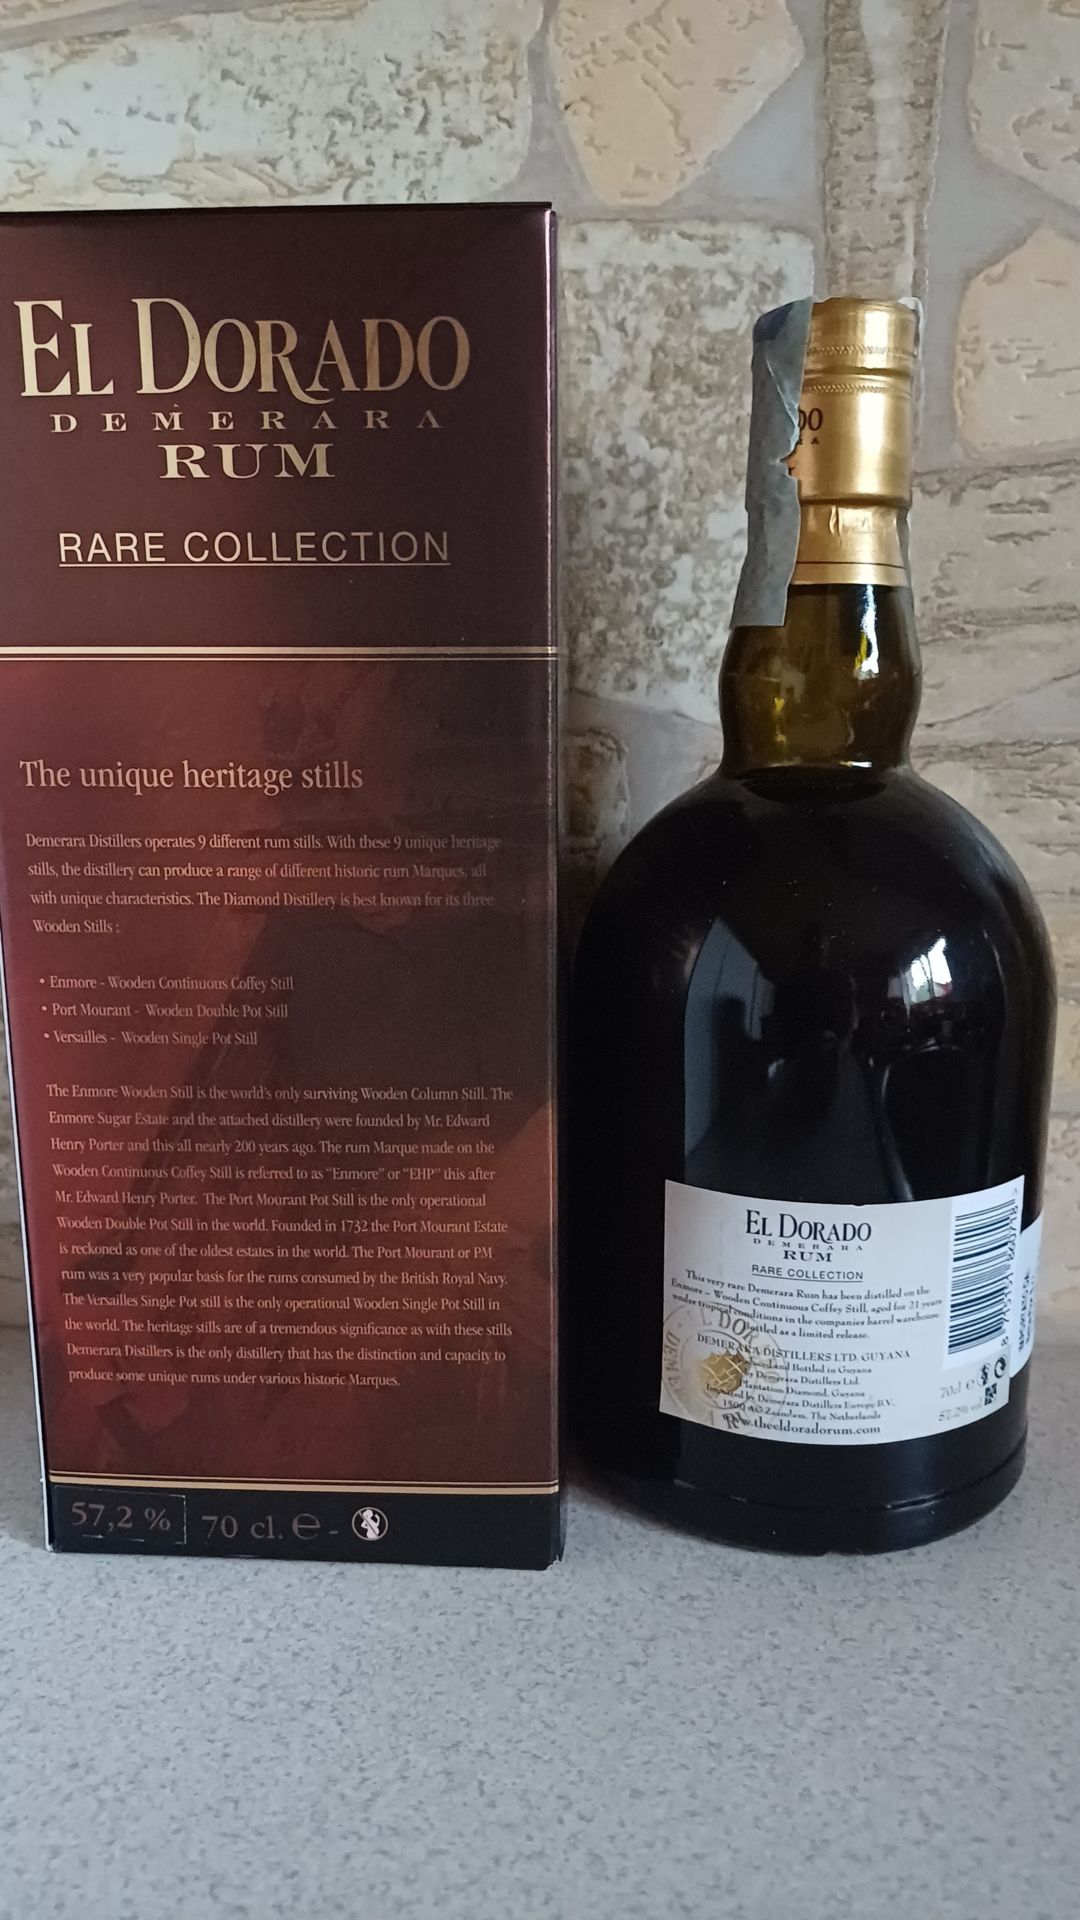 EL DORADO
DEMERARA
RUM
RARE COLLECTION
The unique heritage stills
Demerara Distillers operates 9 different rum stills. With these 9 unique heritage
stills, the distillery can produce a range of different historic rum Marques, all
with unique characteristics. The Diamond Distillery is best known for its three
Wooden Stills :
• Enmore - Wooden Continuous Coffey Still
• Port Mourant - Wooden Double Pot Still
• Versailles - Wooden Single Pot Still
The Enmore Wooden Still is the world's only surviving Wooden Column Still. The
Enmore Sugar Estate and the attached distillery were founded by Mr. Edward
Henry Porter and this all nearly 200 years ago. The rum Marque made on the
Wooden Continuous Coffey Still is referred to as “Enmore” or “EHP” this after
Mr. Edward Henry Porter. The Port Mourant Pot Still is the only operational
Wooden Double Pot Still in the world. Founded in 1732 the Port Mourant Estate
is reckoned as one of the oldest estates in the world. The Port Mourant or PM
rum was a very popular basis for the rums consumed by the British Royal Navy.
The Versailles Single Pot still is the only operational Wooden Single Pot Still in
the world. The heritage stills are of a tremendous significance as with these stills
Demerara Distillers is the only distillery that has the distinction and capacity to
produce some unique rums under various historic Marques.
57,2 % 70 cl. e -
EL DORADO
DEMERARA
RUM
RARE COLLECTION
This very rare Demerara Rum has been distilled on the
Enmore – Wooden Continuous Coffey Still, aged for 21 years
under tropical conditions in the companies barrel warehouse.
Bottled as a limited release.
DEMERARA DISTILLERS LTD. GUYANA
and Bottled in Guyana
by Demerara Distillers Ltd.
Plantation Diamond, Guyana
Imported by Demerara Distillers Europe B.V.
1500 AG Zaandam, The Netherlands
www.theeldoradorum.com
70cl e
57,2% vol